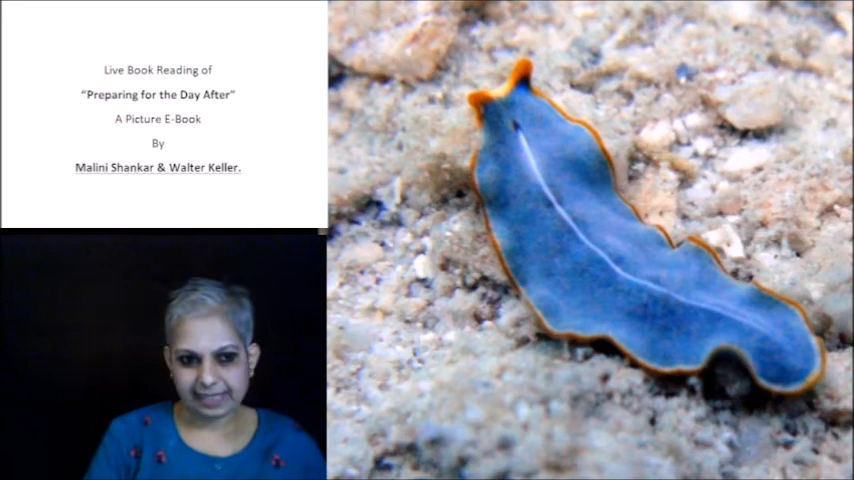 Live Book Reading of
"Preparing for the Day After"
A Picture E-Book
By
Malini Shankar & Walter Keller.